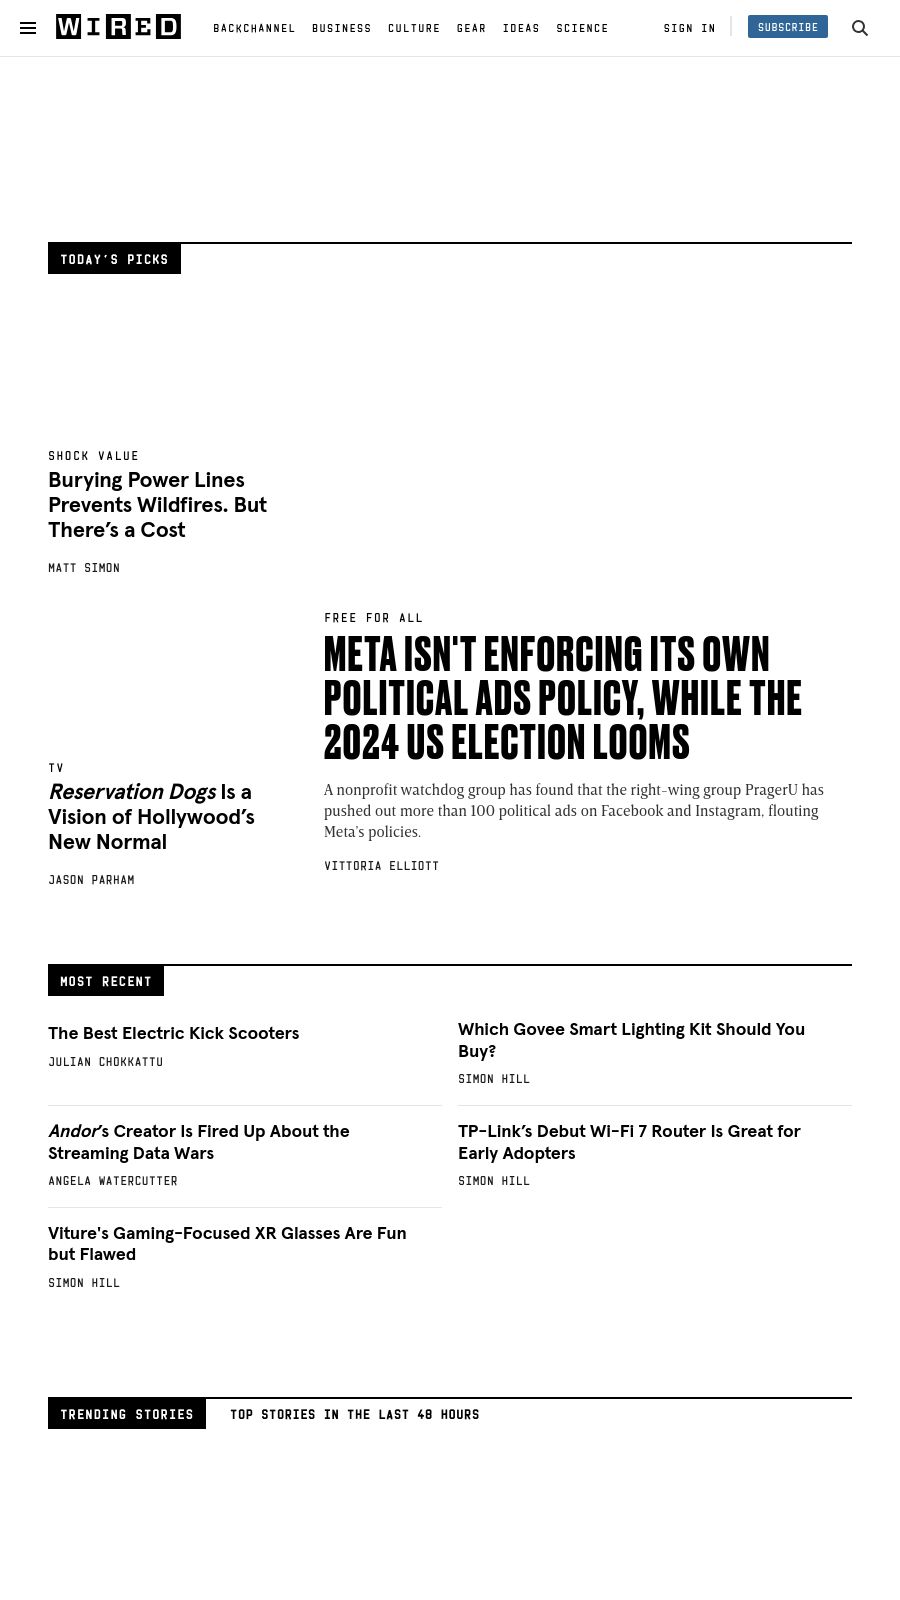 WIRED
BACKCHANNEL BUSINESS CULTURE GEAR IDEAS SCIENCE
SIGN IN
SUBSCRIBE
TODAY'S PICKS
SHOCK VALUE
Burying Power Lines
Prevents Wildfires. But
There’s a Cost
MATT SIMON
TV
Reservation Dogs Is a
Vision of Hollywood’s
New Normal
JASON PARHAM
FREE FOR ALL
META ISN'T ENFORCING ITS OWN
POLITICAL ADS POLICY, WHILE THE
2024 US ELECTION LOOMS
A nonprofit watchdog group has found that the right-wing group PragerU has
pushed out more than 100 political ads on Facebook and Instagram, flouting
Meta's policies.
VITTORIA ELLIOTT
MOST RECENT
The Best Electric Kick Scooters
JULIAN CHOKKATTU
Which Govee Smart Lighting Kit Should You
Buy?
SIMON HILL
Andor’s Creator Is Fired Up About the
Streaming Data Wars
ANGELA WATERCUTTER
TP-Link’s Debut Wi-Fi 7 Router Is Great for
Early Adopters
SIMON HILL
Viture's Gaming-Focused XR Glasses Are Fun
but Flawed
SIMON HILL
TRENDING STORIES
TOP STORIES IN THE LAST 48 HOURS